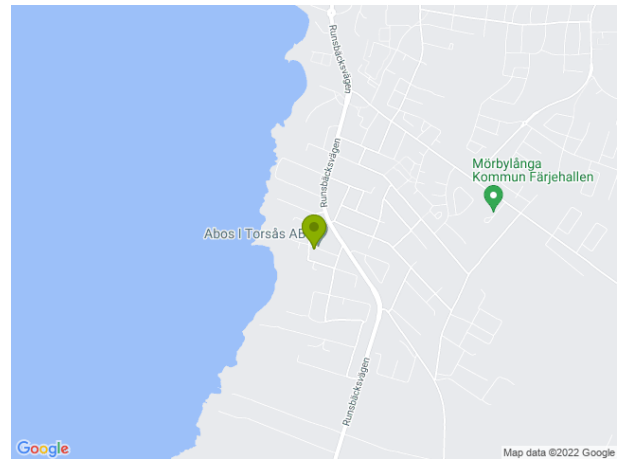 Runsbäcksvägen
Runsbäcksvägen
Mörbylånga
Kommun Färjehallen
Abos I Torsås AB
Runsbäcksvägen
Google
Map data ©2022 Google